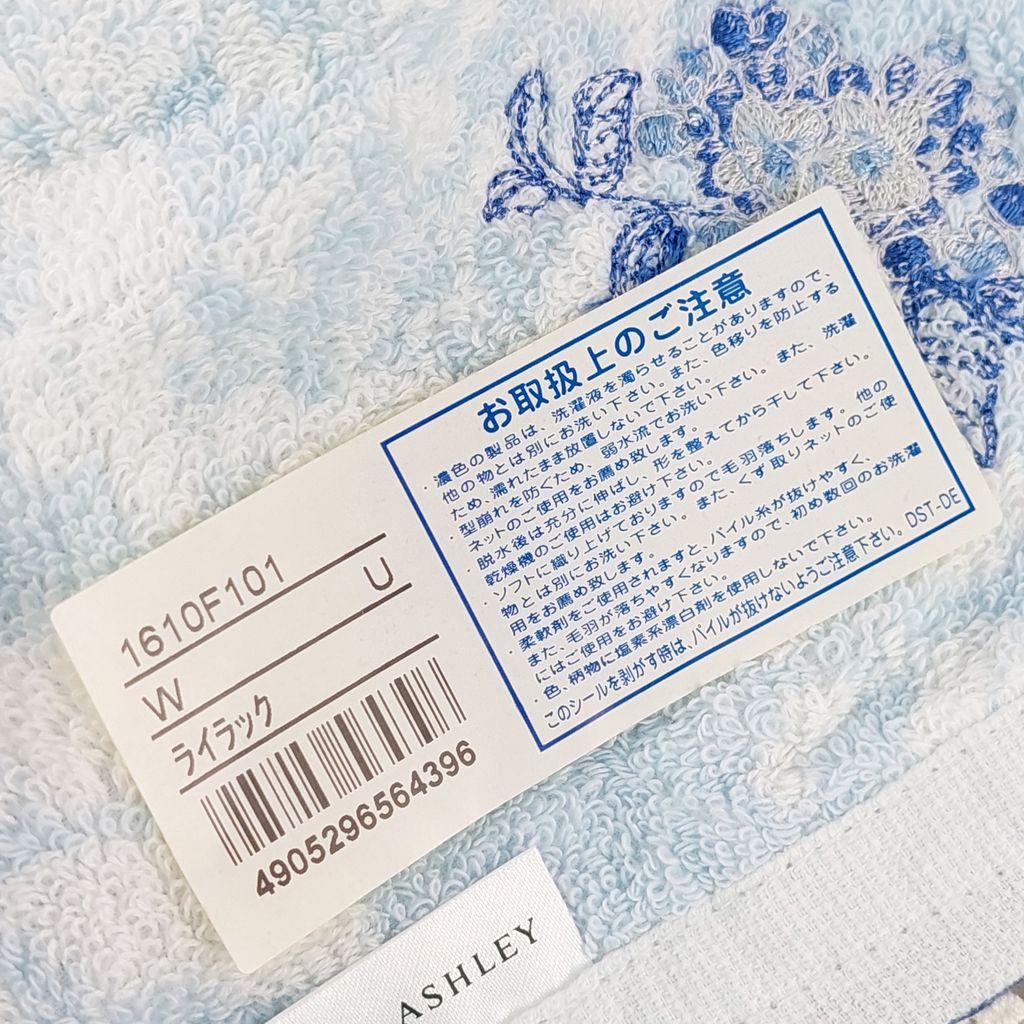 お取扱上のご注意
・濃色の製品は、洗濯液を濁らせることがありますので、
他の物とは別にお洗い下さい。また、色移りを防止する
ため、濡れたまま放置しないで下さい。
・型崩れを防ぐため、弱水流でお洗い下さい。また、洗濯
ネットのご使用をお薦め致します。
・脱水後は充分に伸ばし、形を整えてから干して下さい。
乾燥機のご使用はお避け下さい。
・ソフトに織り上げておりますので毛羽落ちします。他の
物とは別にお洗い下さい。また、くず取りネットのご使
用をお薦め致します。
・柔軟剤をご使用されますと、パイル糸が抜けやすく、
また、毛羽が落ちやすくなりますので、初め数回のお洗濯
にはご使用をお避け下さい。
・色、柄物に塩素系漂白剤を使用しないで下さい。
このシールを剥がす時は、パイルが抜けないようご注意下さい。DST-DE
1610F101
W U
ライラック
4905296564396
ASHLEY